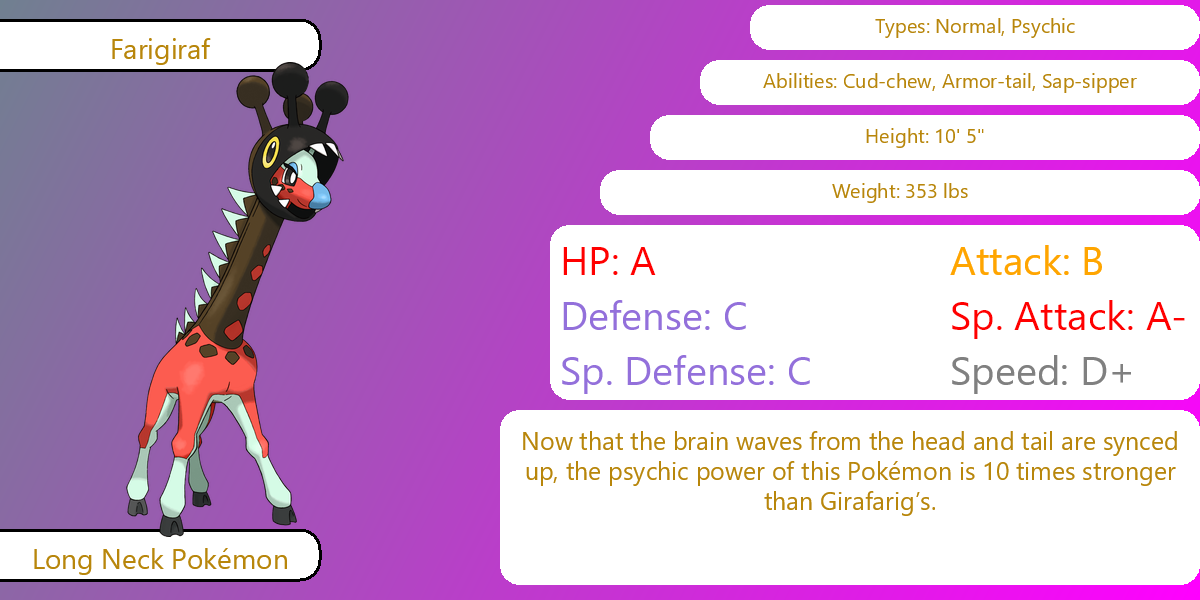 Farigiraf
Types: Normal, Psychic
Abilities: Cud-chew, Armor-tail, Sap-sipper
Height: 10' 5"
Weight: 353 lbs
HP: A
Attack: B
Defense: C
Sp. Attack: A-
Sp. Defense: C
Speed: D+
Now that the brain waves from the head and tail are synced
up, the psychic power of this Pokémon is 10 times stronger
than Girafarig’s.
Long Neck Pokémon